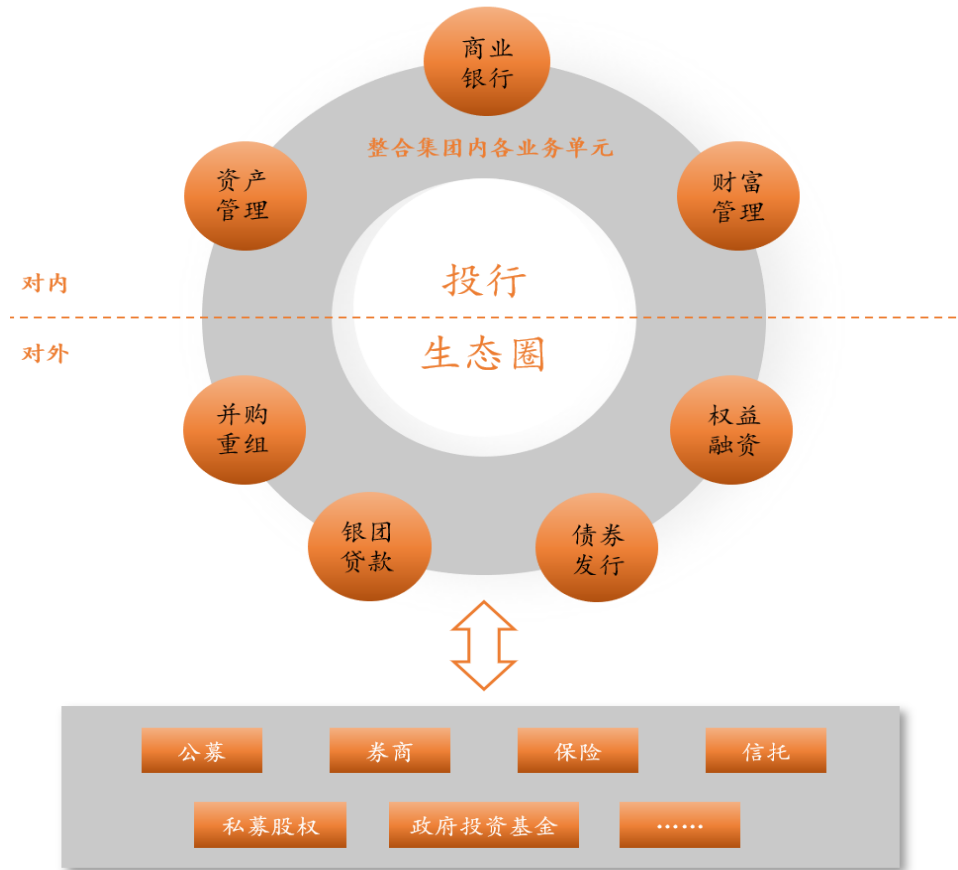 商业
银行
整合集团内各业务单元
资产
管理
财富
管理
对内
投行
对外
生态圈
并购
重组
权益
融资
银团
贷款
债券
发行
公募
券商
保险
信托
私募股权
政府投资基金
……